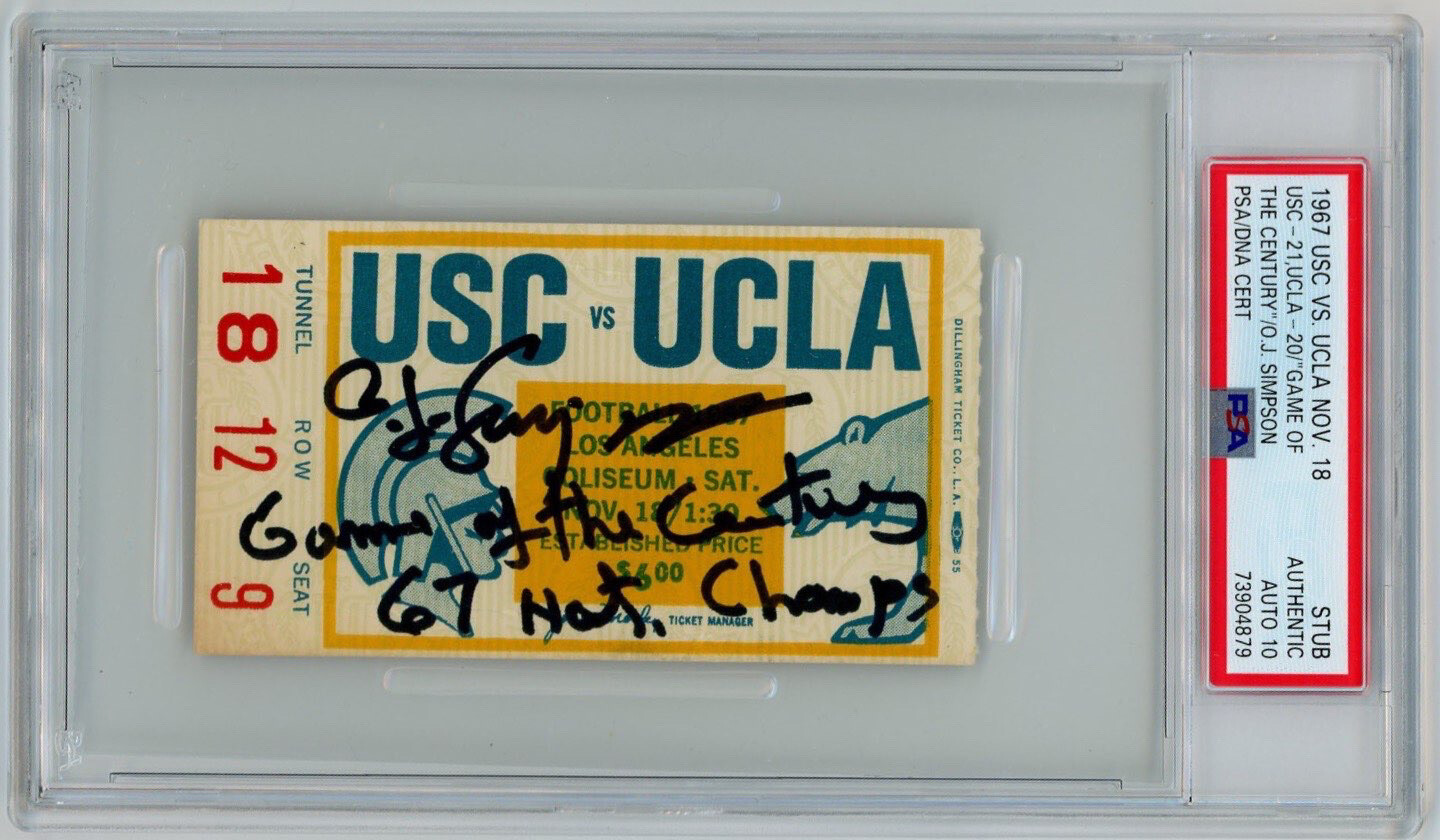 USC VS UCLA
FOOTBALL 1967
LOS ANGELES
COLISEUM · SAT.
NOV. 18/1:30
ESTABLISHED PRICE
$6.00
TICKET MANAGER
TUNNEL ROW SEAT
18 12 9
DILLINGHAM TICKET CO., L. A. 55
O.J. Simpson
Game of the Century
67 Nat. Champs
1967 USC VS. UCLA NOV. 18 STUB
USC - 21,UCLA - 20/"GAME OF AUTHENTIC
THE CENTURY"/O.J. SIMPSON AUTO 10
PSA/DNA CERT 73904879
PSA